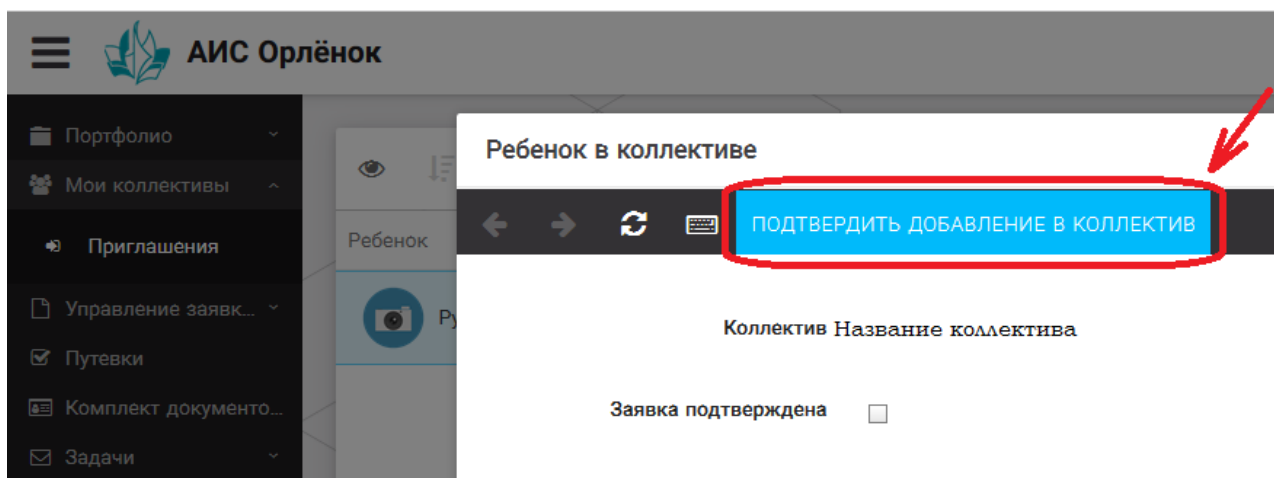 АИС Орлёнок
Портфолио
Мои коллективы
Приглашения
Управление заявк...
Путевки
Комплект документо...
Задачи
Ребенок
Ру
Ребенок в коллективе
ПОДТВЕРДИТЬ ДОБАВЛЕНИЕ В КОЛЛЕКТИВ
Коллектив Название коллектива
Заявка подтверждена